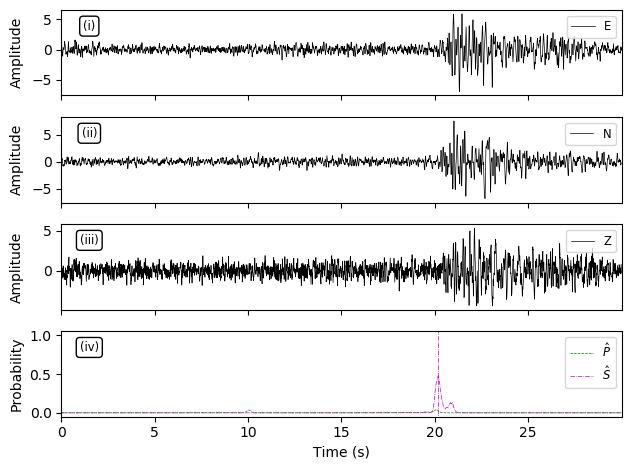 5
0
−5
Amplitude
(i)
E
5
0
−5
Amplitude
(ii)
N
5
0
Amplitude
(iii)
Z
1.0
0.5
0.0
Probability
(iv)
P̂
Ŝ
0 5 10 15 20 25
Time (s)